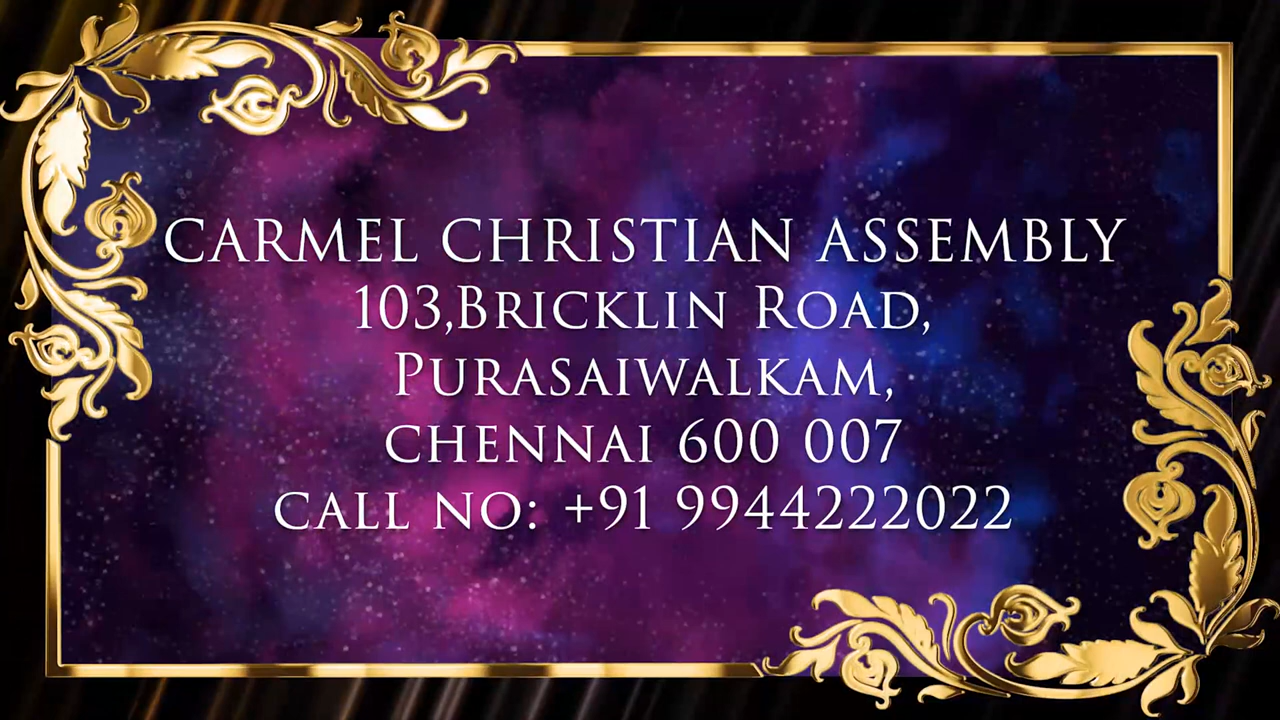 CARMEL CHRISTIAN ASSEMBLY
103,BRICKLIN ROAD,
PURASAIWALKAM,
CHENNAI 600 007
CALL NO: +91 9944222022